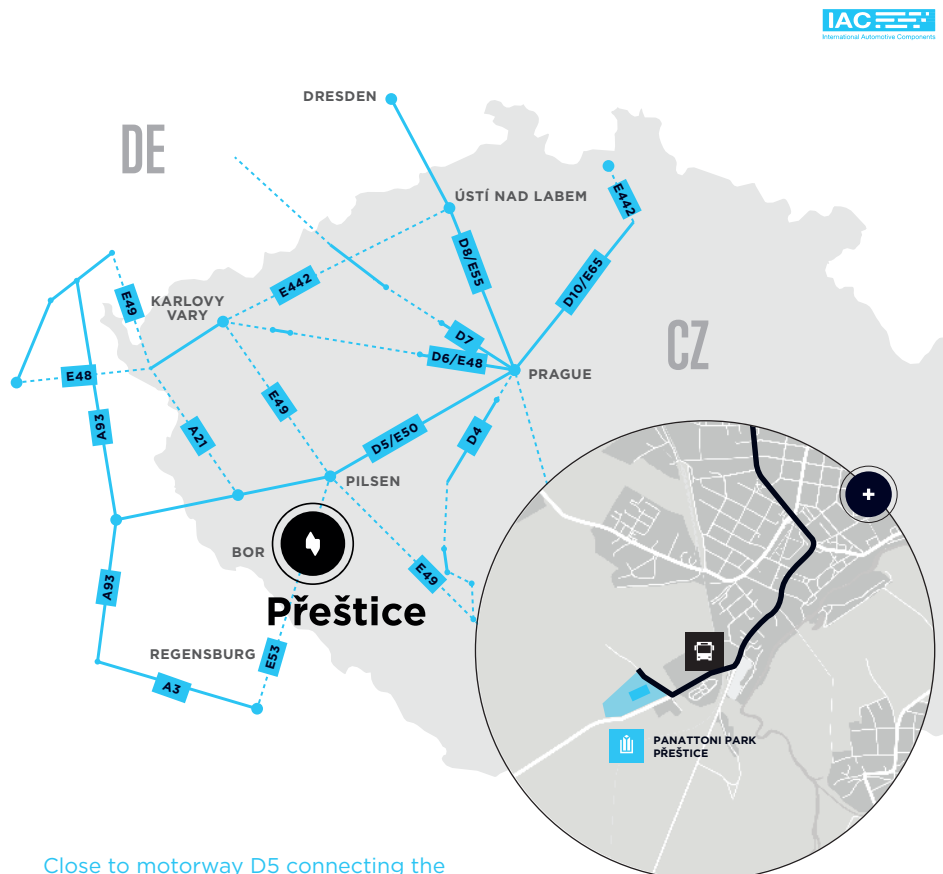 IAC
International Automotive Components
DRESDEN
DE
ÚSTÍ NAD LABEM
E442
D8/E55
D10/E65
E442
E49
KARLOVY
VARY
D7
CZ
D6/E48
PRAGUE
E48
E49
A93
A21
D5/E50
D4
PILSEN
BOR
E49
A93
Přeštice
REGENSBURG
E53
A3
PANATTONI PARK
PŘEŠTICE
Close to motorway D5 connecting the